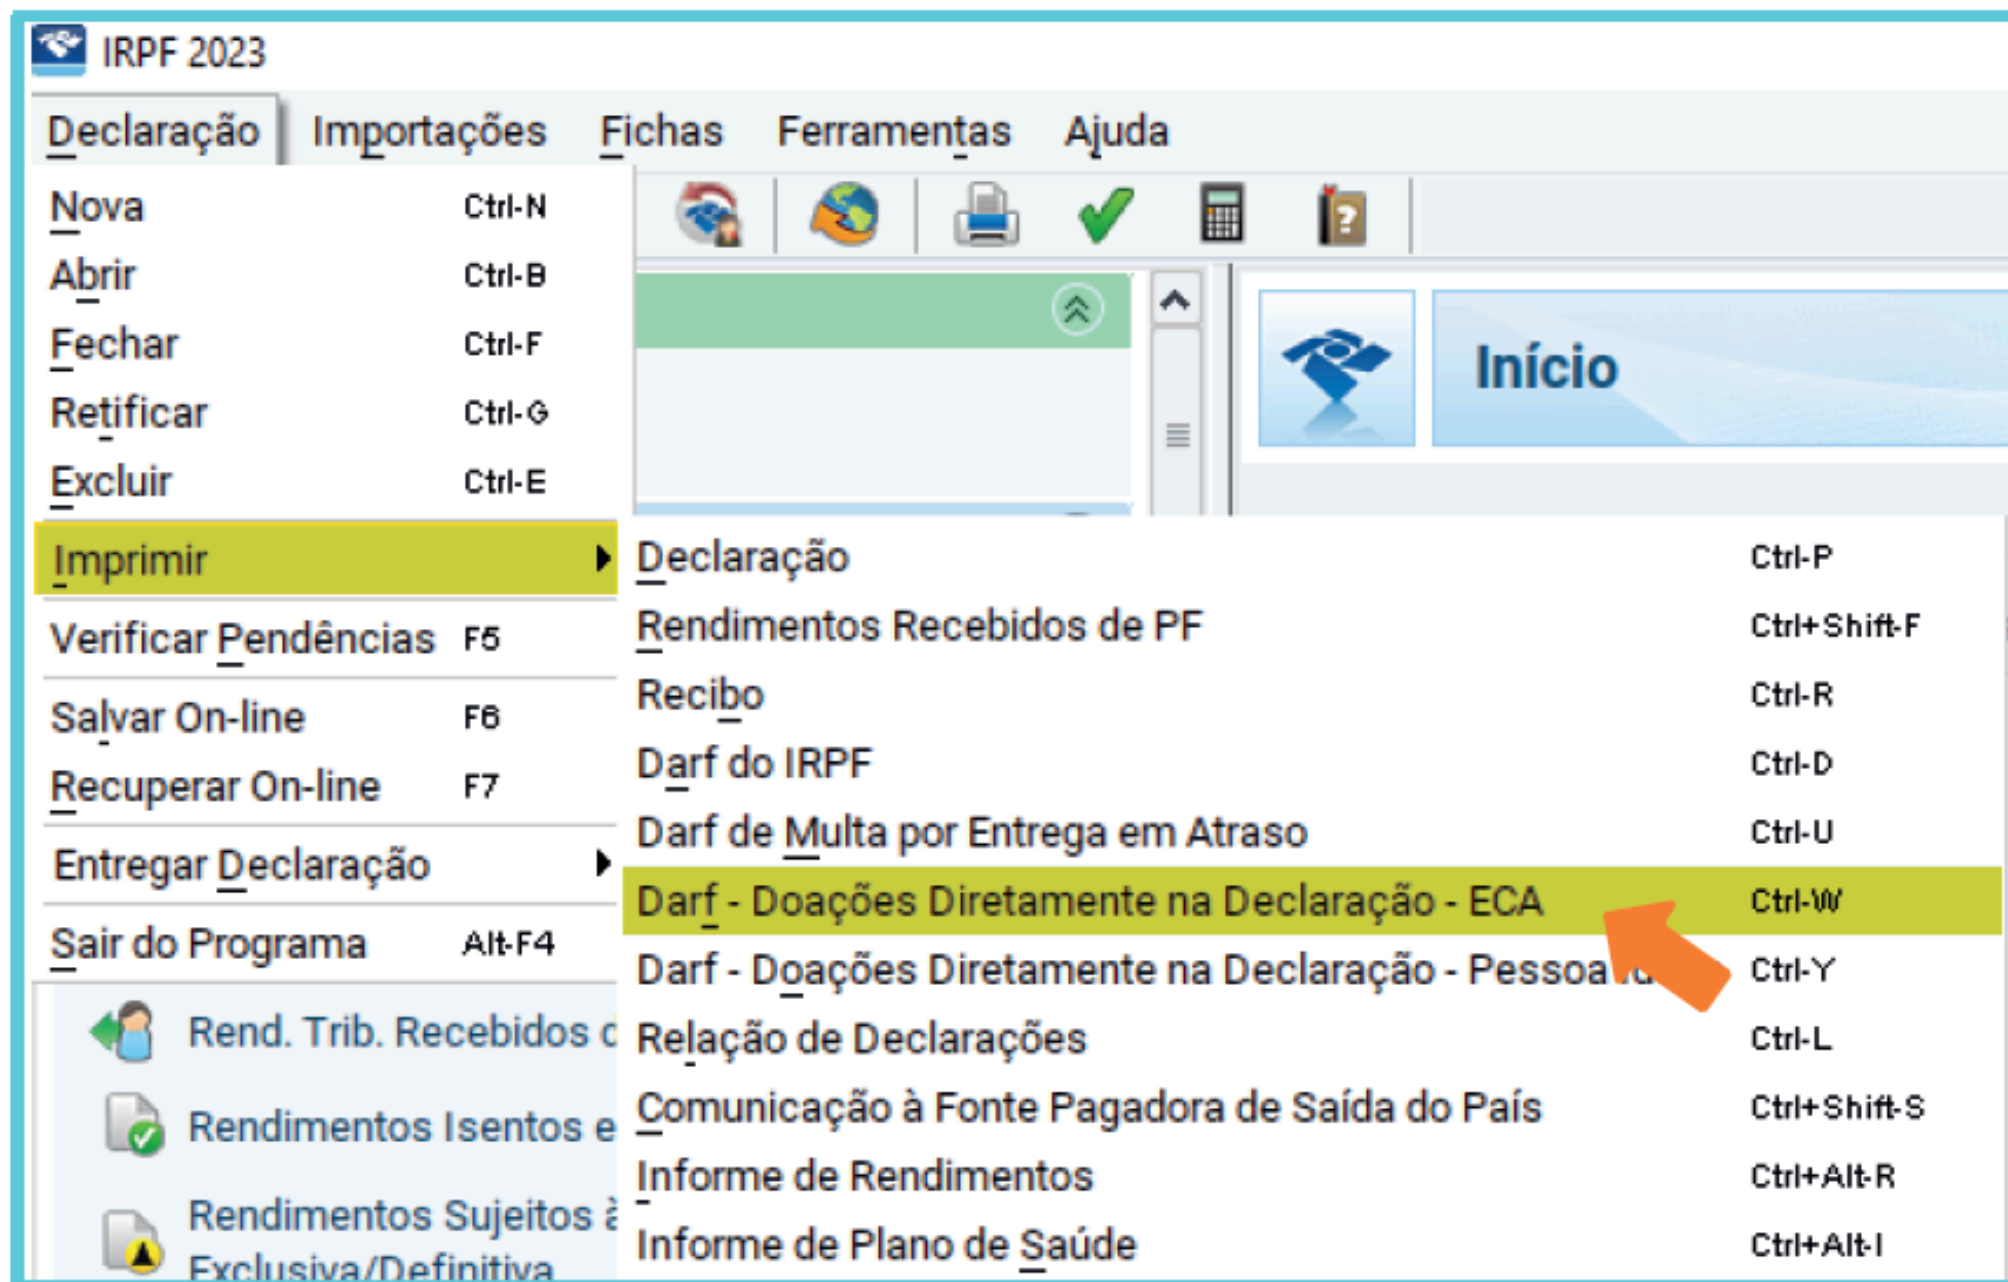 IRPF 2023
Declaração Importações Fichas Ferramentas Ajuda
Nova Ctrl-N
Abrir Ctrl-B
Fechar Ctrl-F
Retificar Ctrl-G
Excluir Ctrl-E
Início
Imprimir
Verificar Pendências F5
Salvar On-line F6
Recuperar On-line F7
Entregar Declaração
Sair do Programa Alt-F4
Declaração Ctrl-P
Rendimentos Recebidos de PF Ctrl+Shift-F
Recibo Ctrl-R
Darf do IRPF Ctrl-D
Darf de Multa por Entrega em Atraso Ctrl-U
Darf - Doações Diretamente na Declaração - ECA Ctrl-W
Darf - Doações Diretamente na Declaração - Pessoa Ctrl-Y
Relação de Declarações Ctrl-L
Comunicação à Fonte Pagadora de Saída do País Ctrl+Shift-S
Informe de Rendimentos Ctrl+Alt-R
Informe de Plano de Saúde Ctrl+Alt-I
Rend. Trib. Recebidos
Rendimentos Isentos e
Rendimentos Sujeitos à
Exclusiva/Definitiva